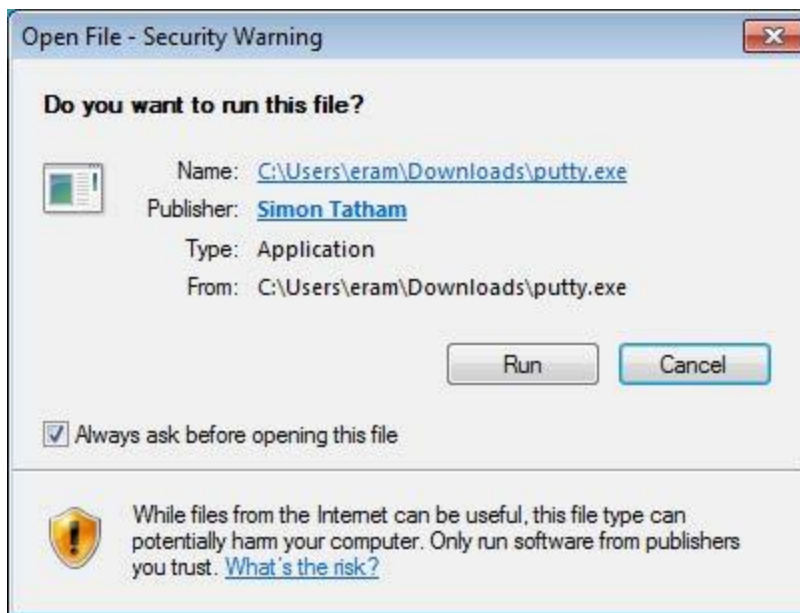 Open File - Security Warning
Do you want to run this file?
Name: C:\Users\eram\Downloads\putty.exe
Publisher: Simon Tatham
Type: Application
From: C:\Users\eram\Downloads\putty.exe
Run Cancel
Always ask before opening this file
While files from the Internet can be useful, this file type can
potentially harm your computer. Only run software from publishers
you trust. What's the risk?